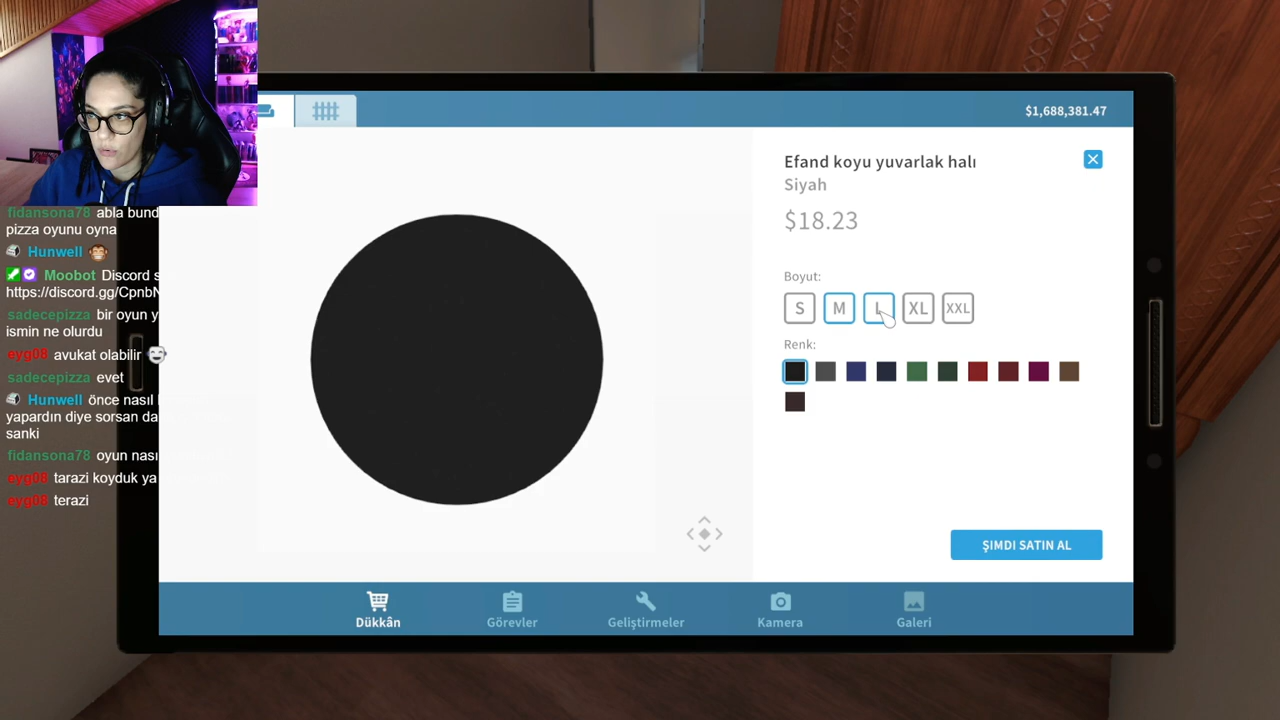 $1,688,381.47
Efand koyu yuvarlak halı
Siyah
$18.23
Boyut:
S M L XL XXL
Renk:
ŞIMDI SATIN AL
Dükkân
Görevler
Geliştirmeler
Kamera
Galeri
fidansona78 abla bund
pizza oyunu oyna
Hunwell
Moobot Discord s
https://discord.gg/CpnbN
sadecepizza bir oyun y
ismin ne olurdu
eyg08 avukat olabilir
sadecepizza evet
Hunwell önce nasıl
yapardın diye sorsan da
sanki
fidansona78 oyun nası
eyg08 tarazi koyduk ya
eyg08 terazi